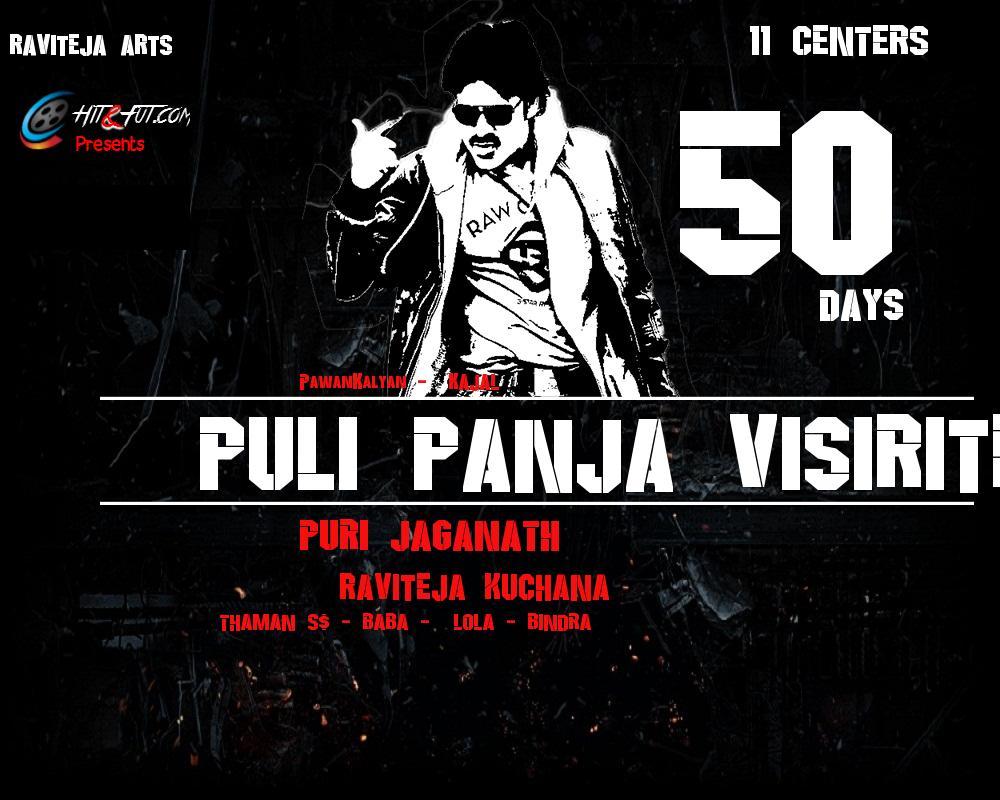 RAVITEJA ARTS
11 CENTERS
HIT&FUT.COM
Presents
50
DAYS
RAW
PAWANKALYAN - KAJAL
PULI PANJA VISIRITE
PURI JAGANATH
RAVITEJA KUCHANA
THAMAN S$ - BABA - LOLA - BINDRA